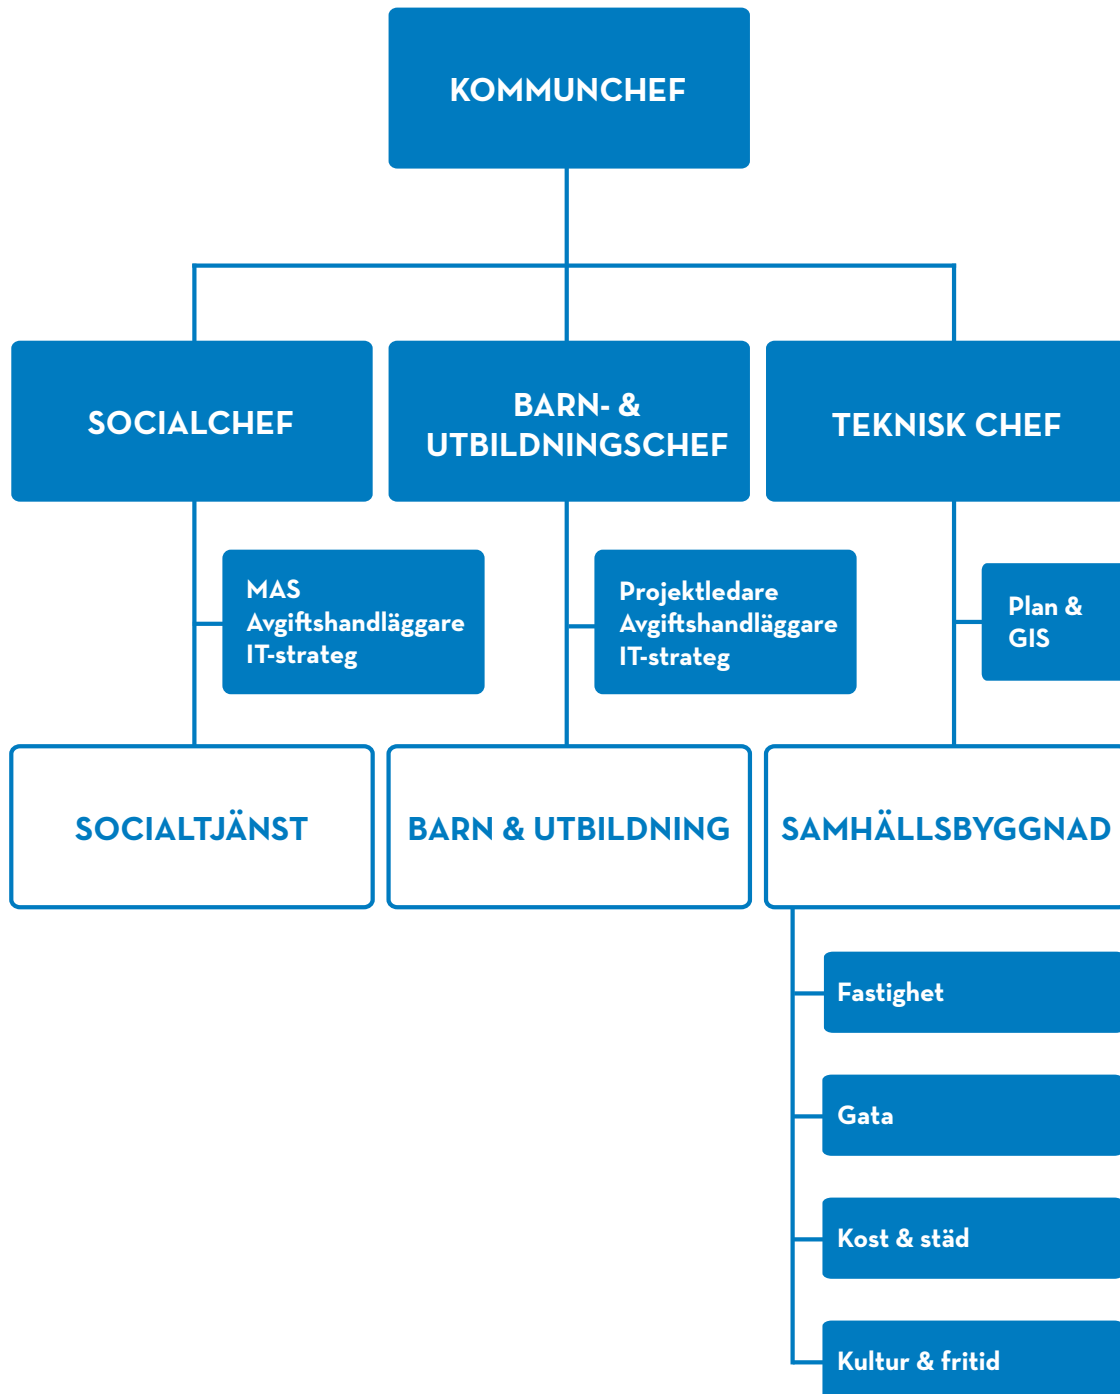 KOMMUNCHEF
SOCIALCHEF
BARN- &
UTBILDNINGSCHEF
TEKNISK CHEF
MAS
Avgiftshandläggare
IT-strateg
Projektledare
Avgiftshandläggare
IT-strateg
Plan &
GIS
SOCIALTJÄNST
BARN & UTBILDNING
SAMHÄLLSBYGGNAD
Fastighet
Gata
Kost & städ
Kultur & fritid